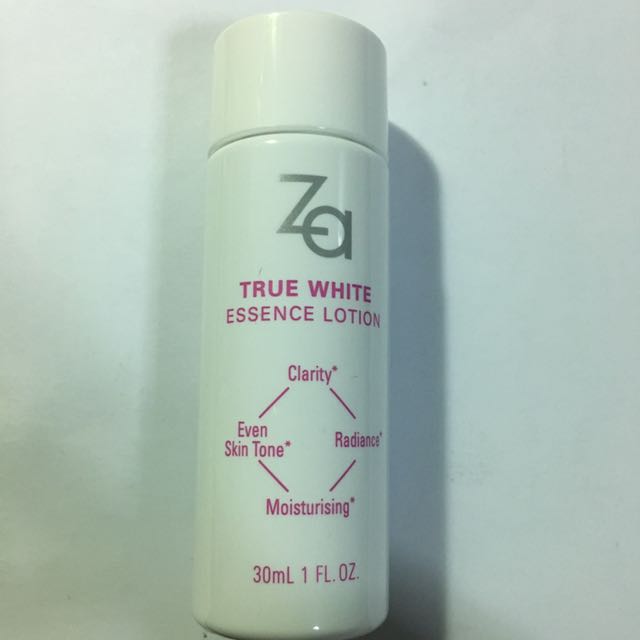 Za
TRUE WHITE
ESSENCE LOTION
Clarity*
Even
Skin Tone*
Radiance*
Moisturising*
30mL 1 FL.OZ.